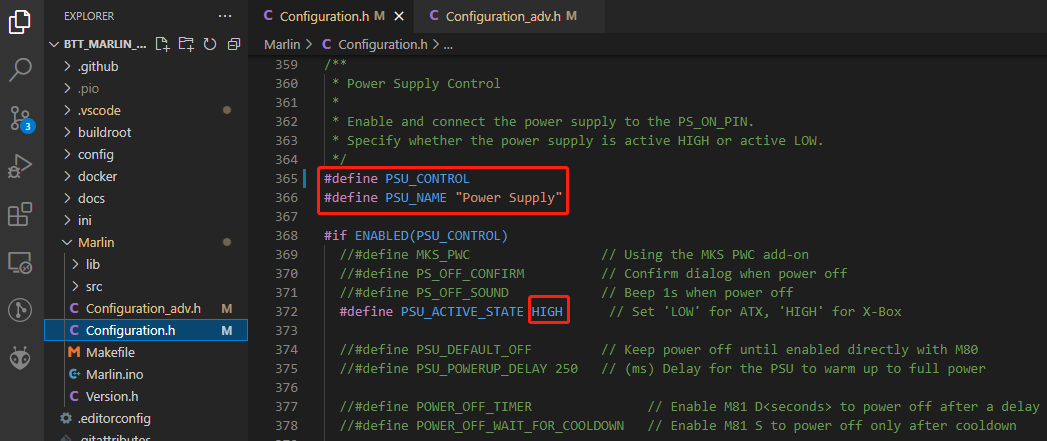 EXPLORER
Configuration.h M
Configuration_adv.h M
BTT_MARLIN_...
Marlin > Configuration.h > ...
.github
.pio
.vscode
buildroot
config
docker
docs
ini
Marlin
lib
src
Configuration_adv.h M
Configuration.h M
Makefile
Marlin.ino
Version.h
.editorconfig
.gitattributes
3
359 /**
360 * Power Supply Control
361 *
362 * Enable and connect the power supply to the PS_ON_PIN.
363 * Specify whether the power supply is active HIGH or active LOW.
364 */
365 #define PSU_CONTROL
366 #define PSU_NAME "Power Supply"
367
368 #if ENABLED(PSU_CONTROL)
369 //#define MKS_PWC // Using the MKS PWC add-on
370 //#define PS_OFF_CONFIRM // Confirm dialog when power off
371 //#define PS_OFF_SOUND // Beep 1s when power off
372 #define PSU_ACTIVE_STATE HIGH // Set 'LOW' for ATX, 'HIGH' for X-Box
373
374 //#define PSU_DEFAULT_OFF // Keep power off until enabled directly with M80
375 //#define PSU_POWERUP_DELAY 250 // (ms) Delay for the PSU to warm up to full power
376
377 //#define POWER_OFF_TIMER // Enable M81 D<seconds> to power off after a delay
378 //#define POWER_OFF_WAIT_FOR_COOLDOWN // Enable M81 S to power off only after cooldown